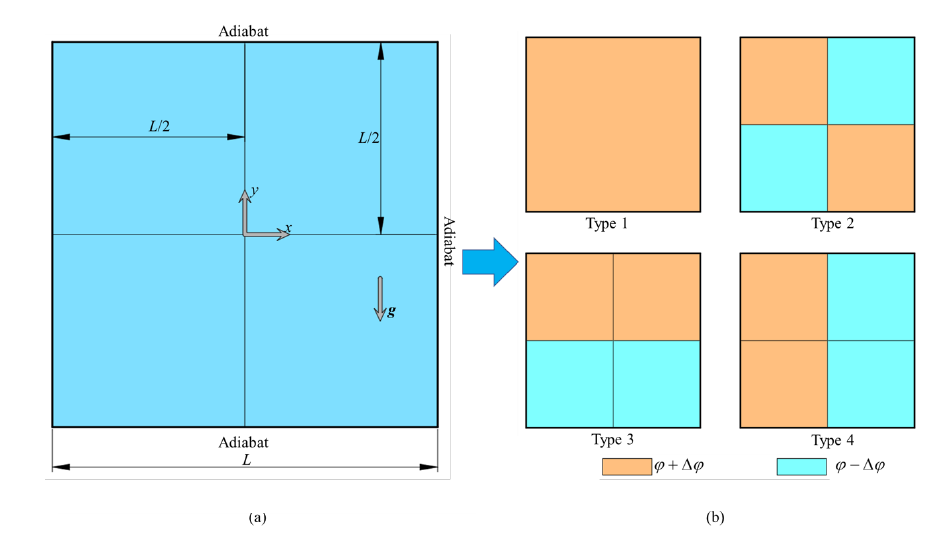 Adiabat
L/2
L/2
y
x
Adiabat
g
Adiabat
L
(a)
Type 1
Type 2
Type 3
Type 4
φ + Δφ
φ − Δφ
(b)